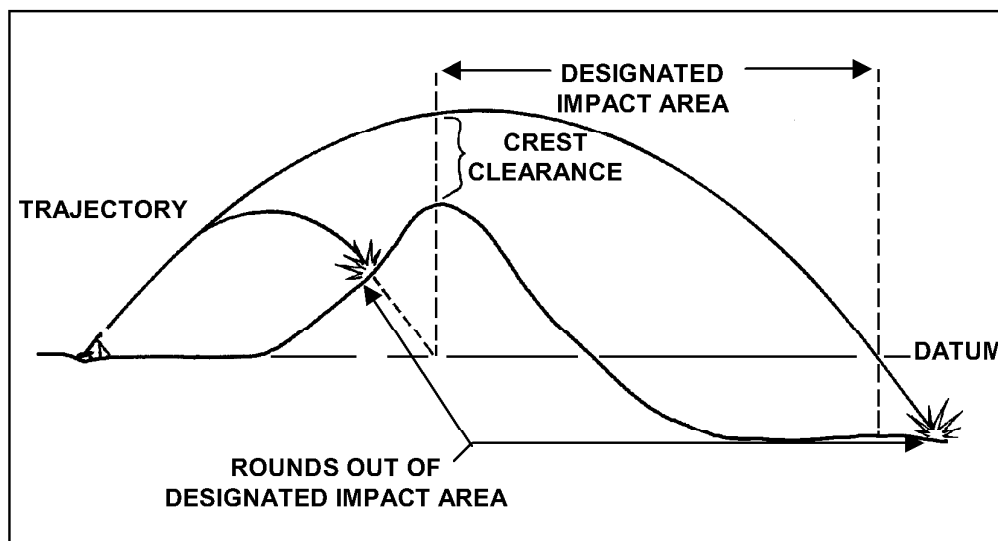 DESIGNATED
IMPACT AREA
CREST
CLEARANCE
TRAJECTORY
DATUM
ROUNDS OUT OF
DESIGNATED IMPACT AREA